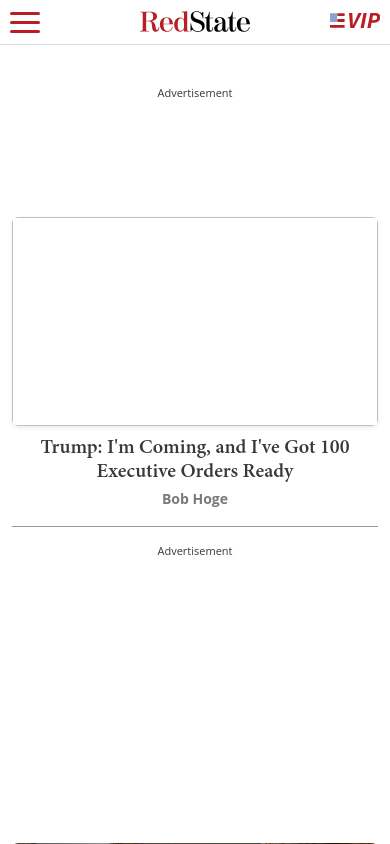 RedState
VIP
Advertisement
Trump: I'm Coming, and I've Got 100
Executive Orders Ready
Bob Hoge
Advertisement